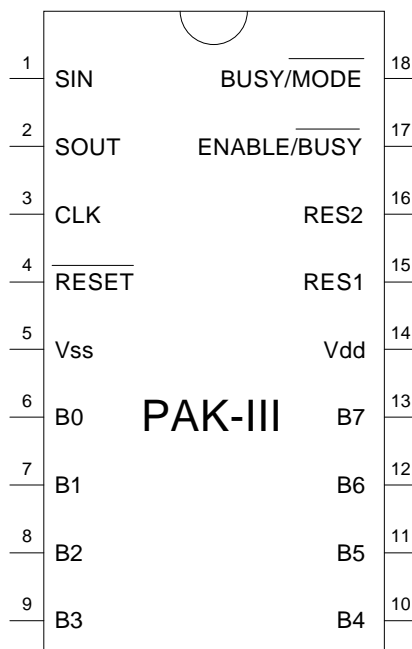 1 SIN BUSY/MODE 18
2 SOUT ENABLE/BUSY 17
3 CLK RES2 16
4 RESET RES1 15
5 Vss Vdd 14
6 B0 PAK-III B7 13
7 B1 B6 12
8 B2 B5 11
9 B3 B4 10